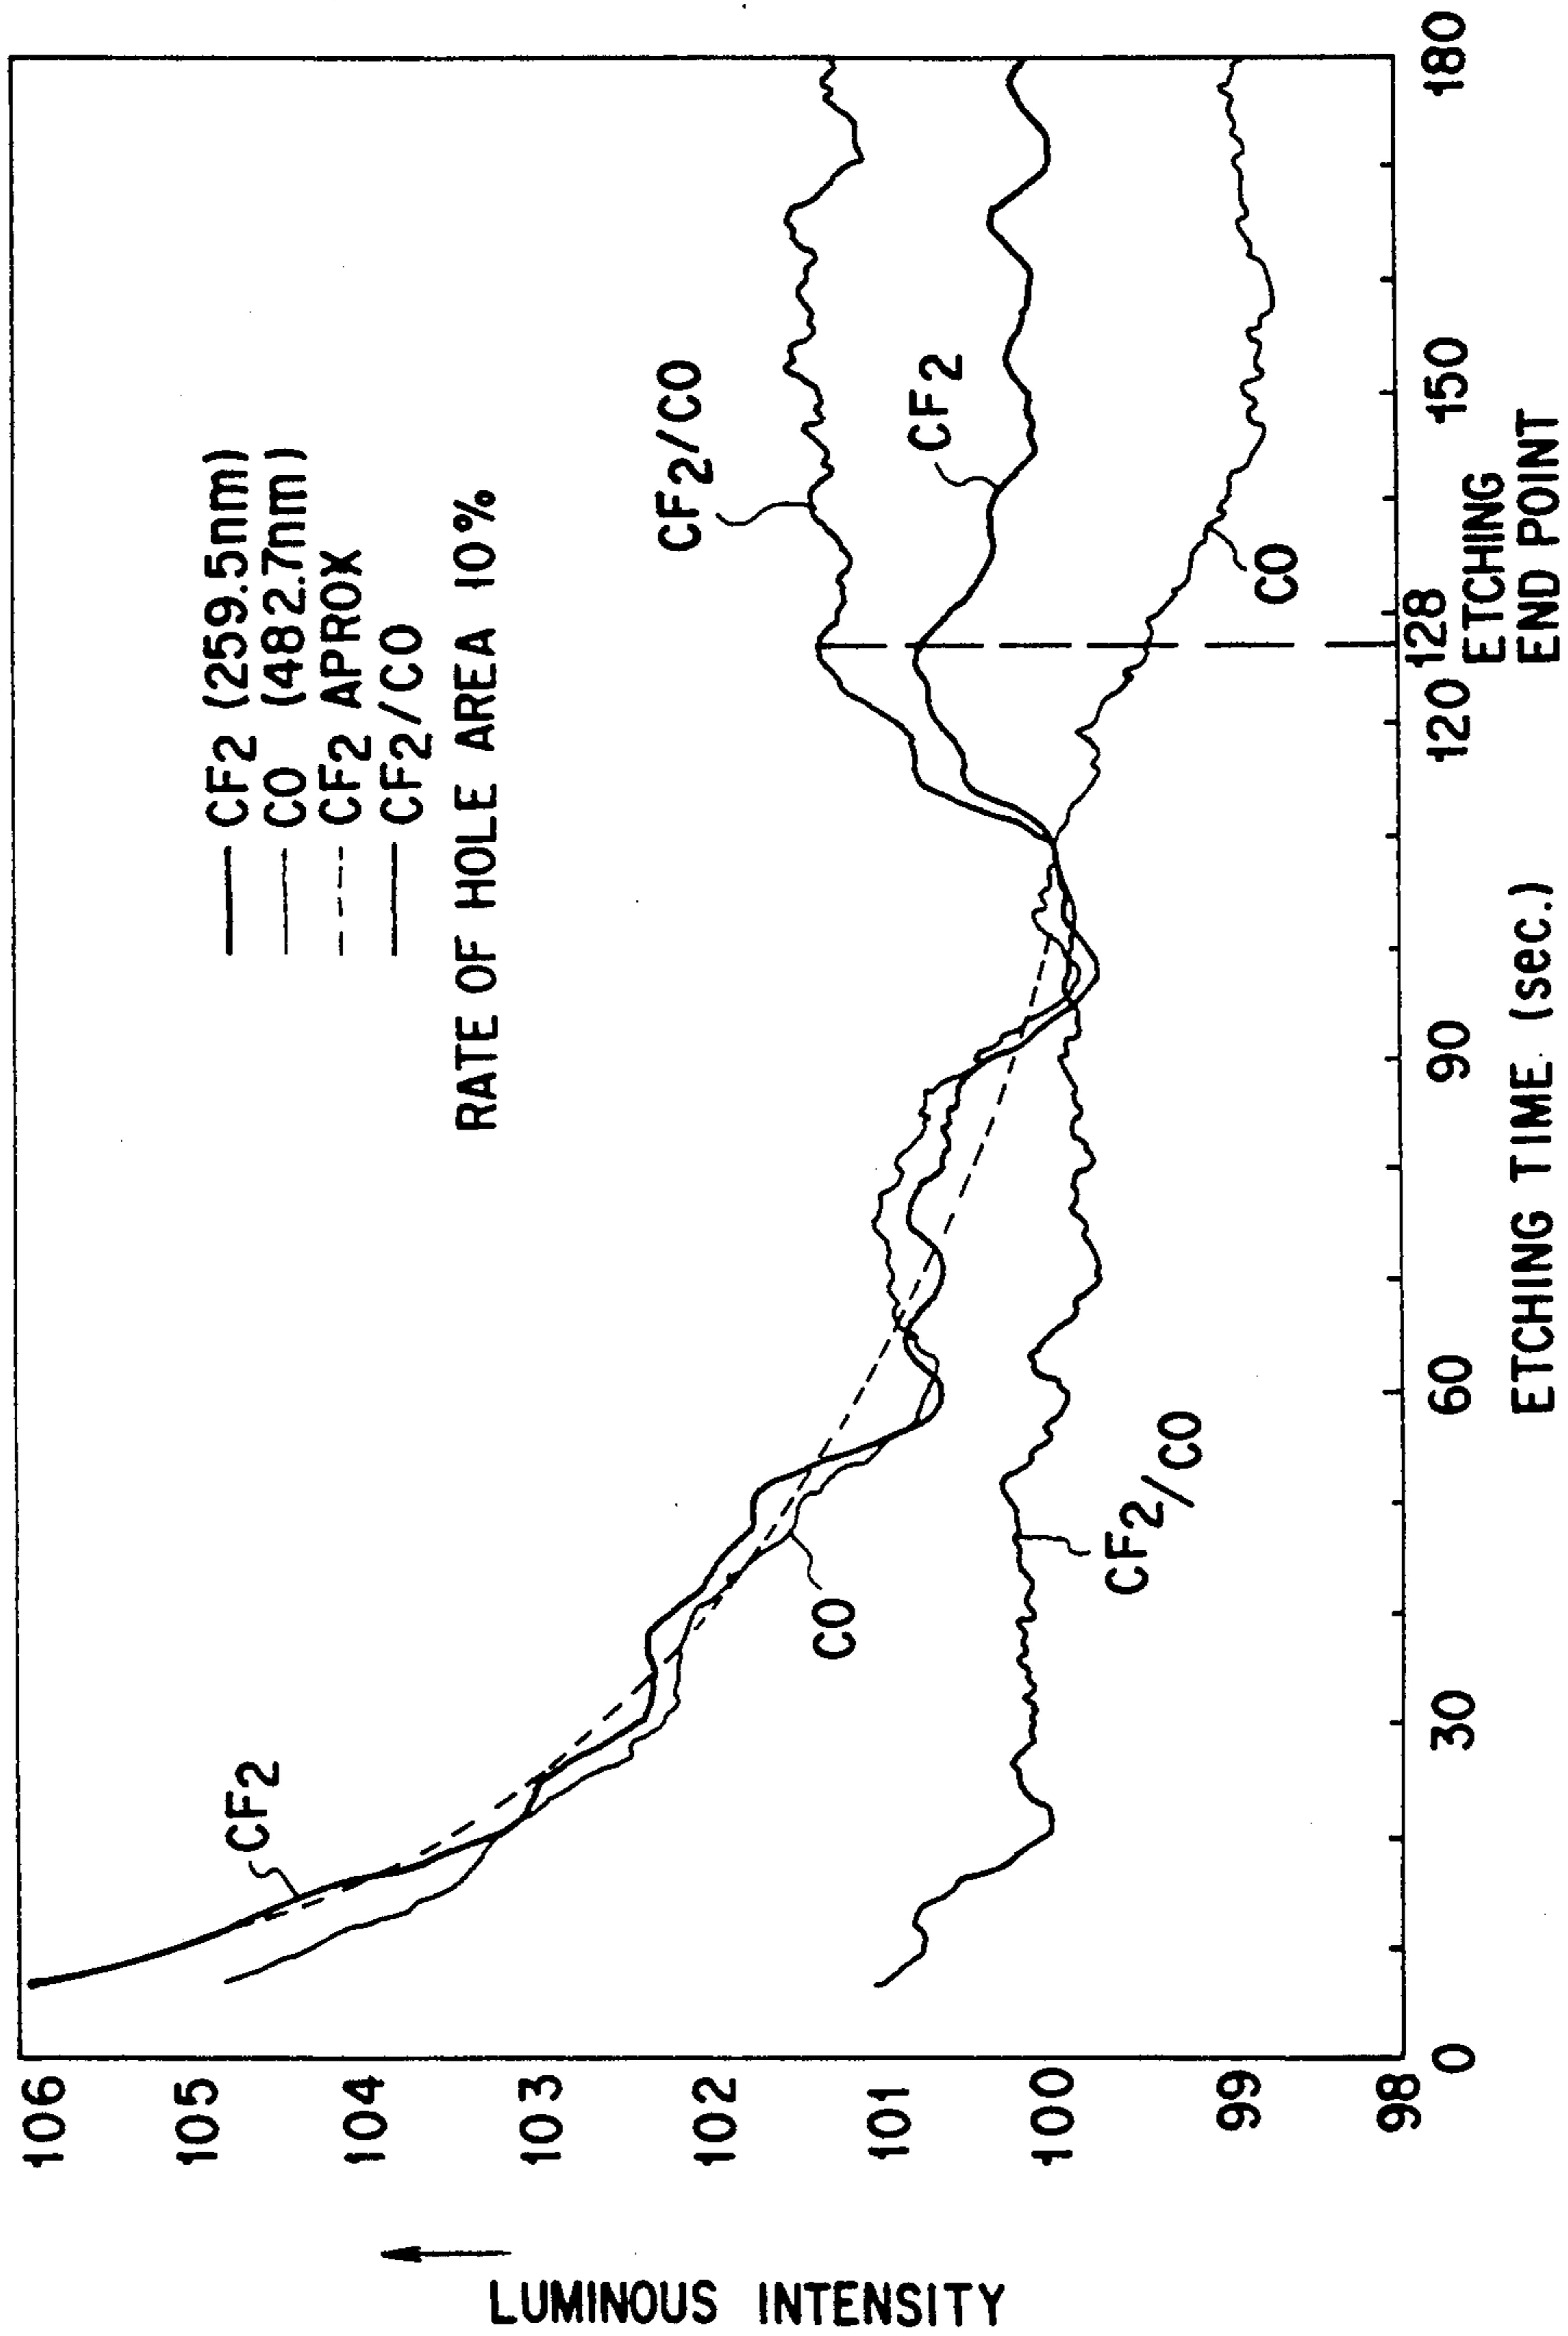 CF2 (259.5nm)
CO (482.7nm)
CF2 APROX
CF2/CO
RATE OF HOLE AREA 10%
CF2
CO
CF2/CO
CF2/CO
CF2
CO
106
105
104
103
102
101
100
99
98
0
30
60
90
120
128
150
180
ETCHING
END POINT
ETCHING TIME (sec.)
LUMINOUS INTENSITY